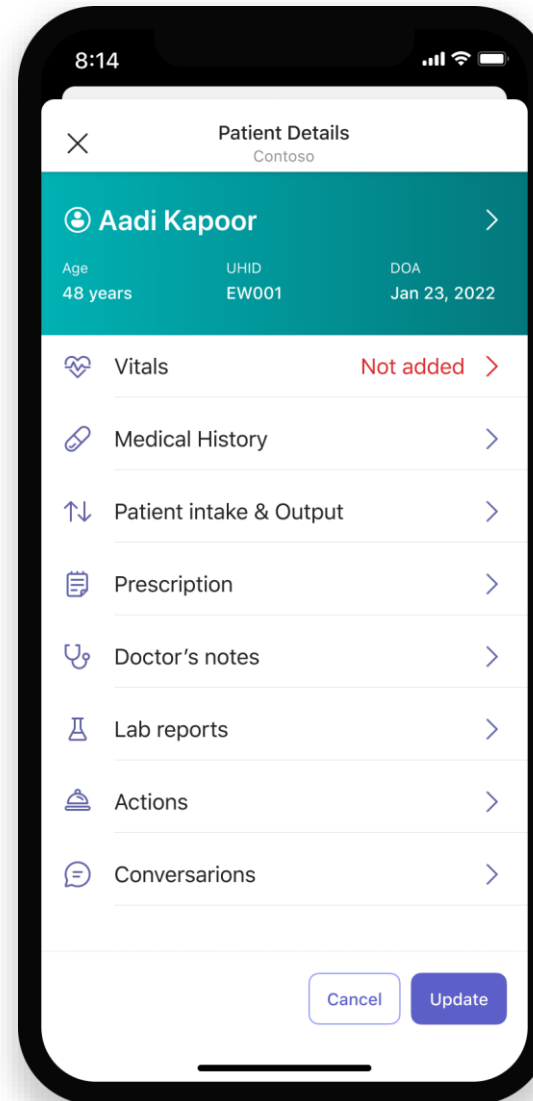 8:14
Patient Details
Contoso
Aadi Kapoor
Age UHID DOA
48 years EW001 Jan 23, 2022
Vitals Not added
Medical History
Patient intake & Output
Prescription
Doctor's notes
Lab reports
Actions
Conversarions
Cancel Update